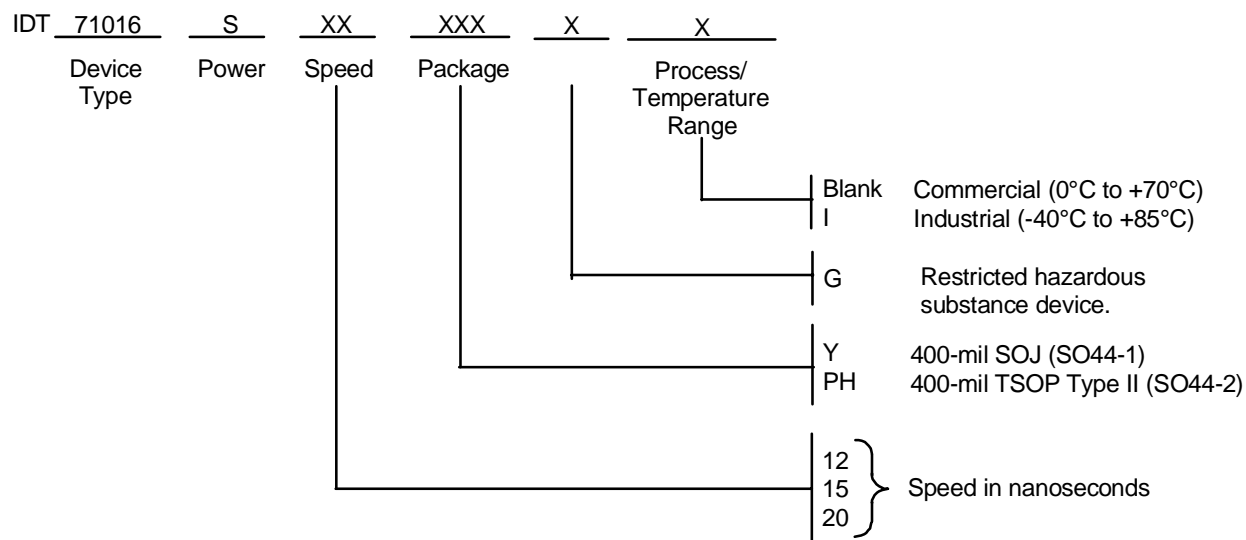 IDT 71016 S XX XXX X X
Device Type
Power
Speed
Package
Process/
Temperature
Range
Blank Commercial (0°C to +70°C)
I Industrial (-40°C to +85°C)
G Restricted hazardous
substance device.
Y 400-mil SOJ (SO44-1)
PH 400-mil TSOP Type II (SO44-2)
12
15 Speed in nanoseconds
20